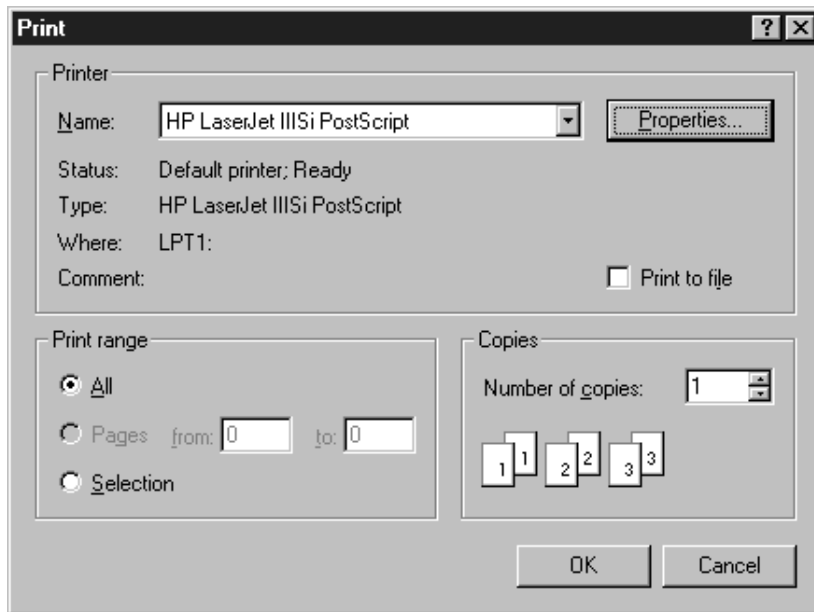 Print
Printer
Name: HP LaserJet IIISi PostScript Properties...
Status: Default printer; Ready
Type: HP LaserJet IIISi PostScript
Where: LPT1:
Comment: Print to file
Print range
All
Pages from: 0 to: 0
Selection
Copies
Number of copies: 1
1 1 2 2 3 3
OK Cancel